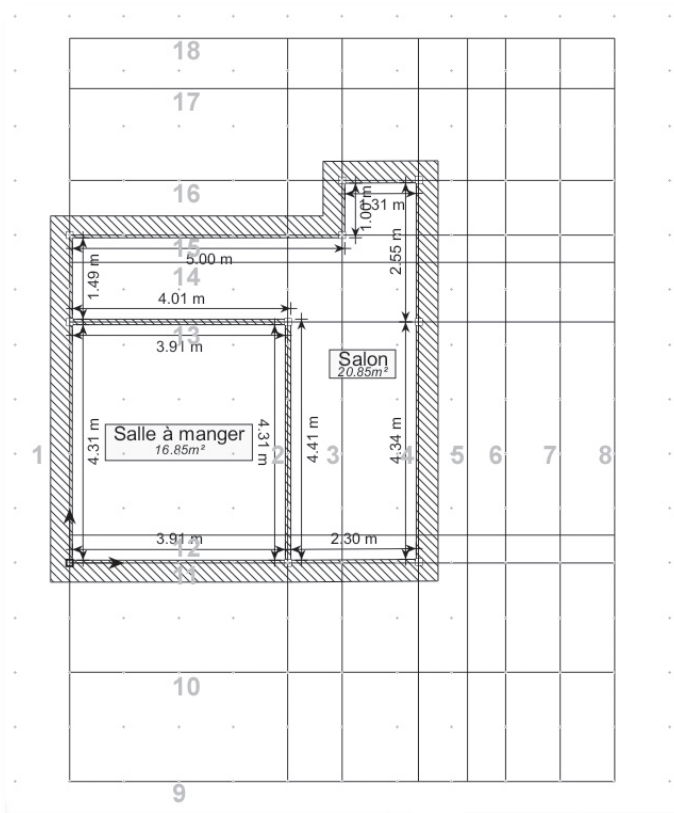 18
17
16
1.00 m
1.31 m
15
5.00 m
2.55 m
1.49 m
14
4.01 m
13
3.91 m
Salon
20.85m²
Salle à manger
16.85m²
4.31 m
4.31 m
4.41 m
4.34 m
1
2
3
4
5
6
7
8
3.91 m
2.30 m
12
11
10
9